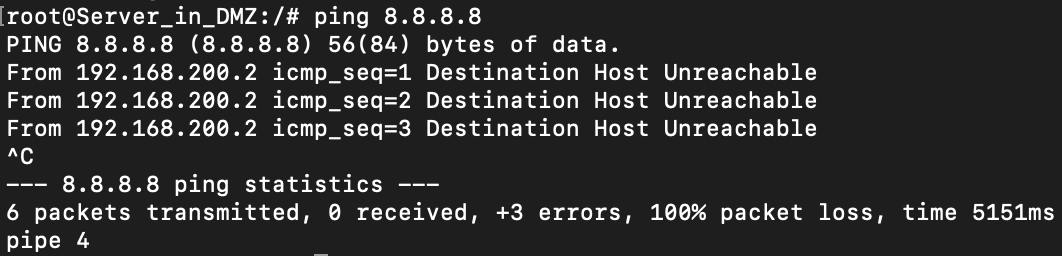 [root@Server_in_DMZ:/# ping 8.8.8.8
PING 8.8.8.8 (8.8.8.8) 56(84) bytes of data.
From 192.168.200.2 icmp_seq=1 Destination Host Unreachable
From 192.168.200.2 icmp_seq=2 Destination Host Unreachable
From 192.168.200.2 icmp_seq=3 Destination Host Unreachable
^C
--- 8.8.8.8 ping statistics ---
6 packets transmitted, 0 received, +3 errors, 100% packet loss, time 5151ms
pipe 4